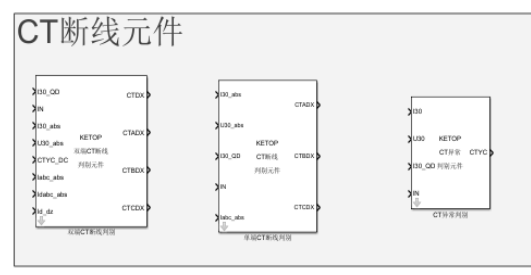 CT断线元件
I30_QD
IN
I30_abs
U30_abs
CTYC_DC
Iabc_abs
Idabc_abs
Id_dz
KETOP
双端CT断线
判别元件
CTDX
CTADX
CTBDX
CTCDX
双端CT断线判别
I30_abs
U30_abs
I30_QD
IN
Iabc_abs
KETOP
CT断线
判别元件
CTADX
CTBDX
CTCDX
单端CT断线判别
I30
U30
I30_QD
IN
KETOP
CT异常
判别元件
CTYC
CT异常判别